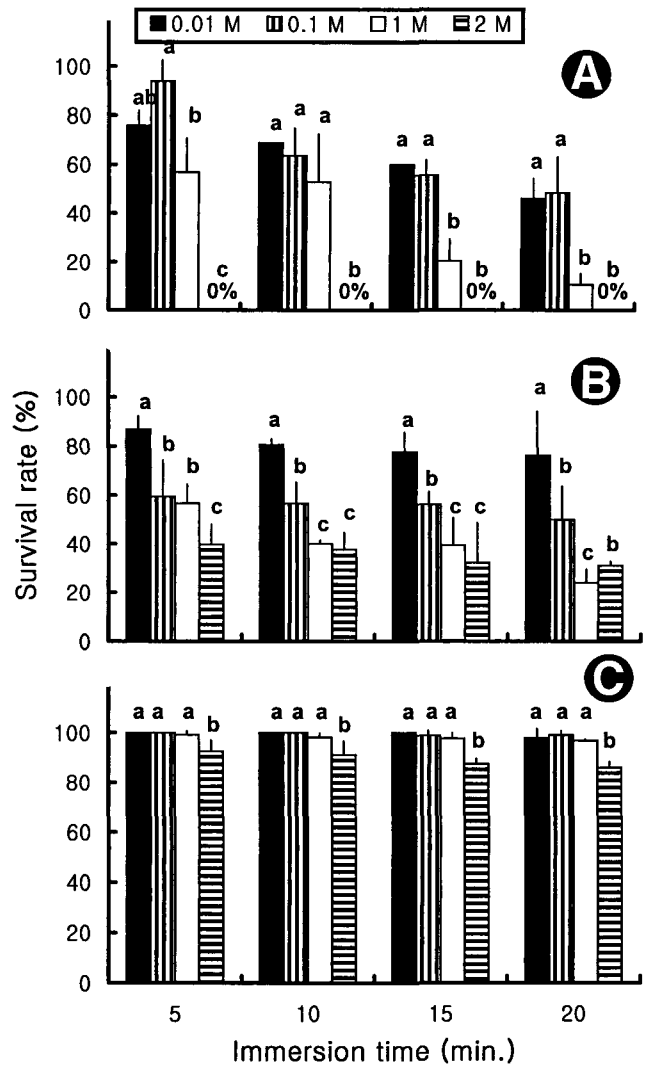 0.01 M 0.1 M 1 M 2 M
A
100
80
60
40
20
0
ab a b c 0%
a a a b 0%
a a b b 0%
a a b b 0%
B
100
80
60
40
20
0
a b b c
a b c c
a b c c
a b c b
Survival rate (%)
C
100
80
60
40
20
0
a a a b
a a a b
a a a b
a a a b
5 10 15 20
Immersion time (min.)